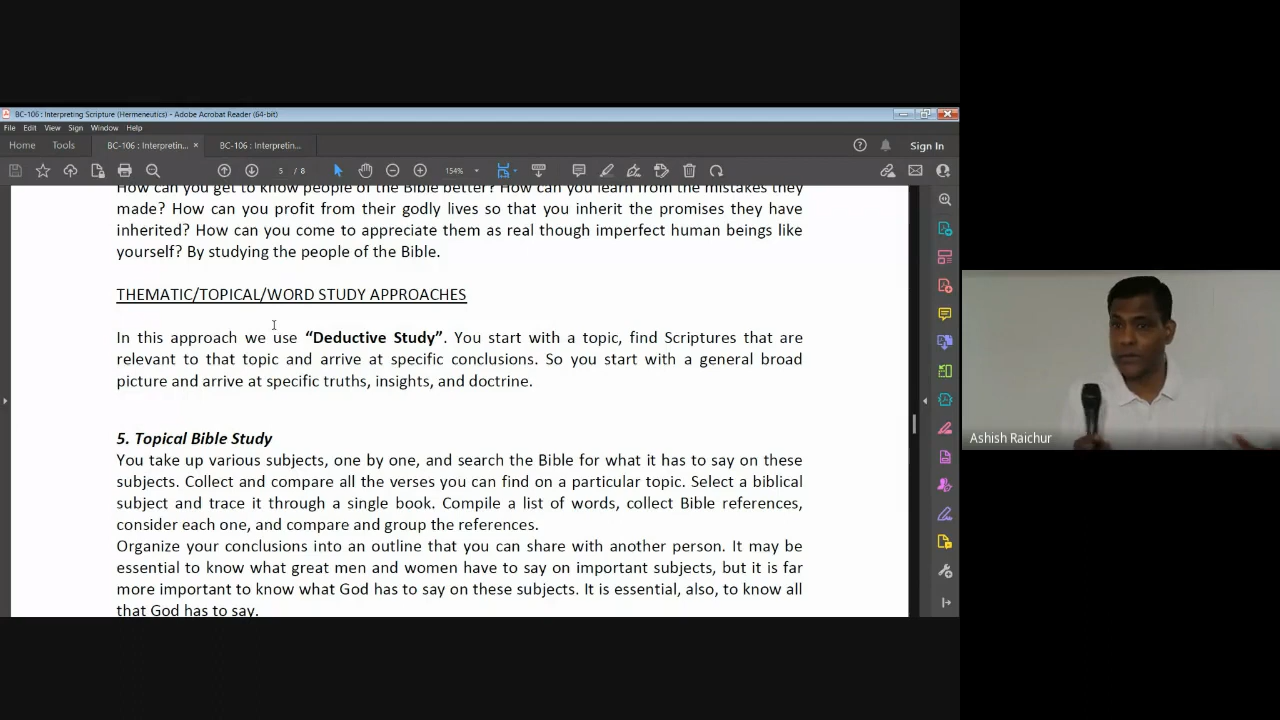 BC-106 : Interpreting Scripture (Hermeneutics) - Adobe Acrobat Reader (64-bit)
File Edit View Sign Window Help
Home Tools BC-106 : Interpretin... × BC-106 : Interpretin... Sign In
5 / 8 154%
How can you get to know people of the Bible better? How can you learn from the mistakes they
made? How can you profit from their godly lives so that you inherit the promises they have
inherited? How can you come to appreciate them as real though imperfect human beings like
yourself? By studying the people of the Bible.
THEMATIC/TOPICAL/WORD STUDY APPROACHES
In this approach we use “Deductive Study”. You start with a topic, find Scriptures that are
relevant to that topic and arrive at specific conclusions. So you start with a general broad
picture and arrive at specific truths, insights, and doctrine.
5. Topical Bible Study
You take up various subjects, one by one, and search the Bible for what it has to say on these
subjects. Collect and compare all the verses you can find on a particular topic. Select a biblical
subject and trace it through a single book. Compile a list of words, collect Bible references,
consider each one, and compare and group the references.
Organize your conclusions into an outline that you can share with another person. It may be
essential to know what great men and women have to say on important subjects, but it is far
more important to know what God has to say on these subjects. It is essential, also, to know all
that God has to say.
Ashish Raichur